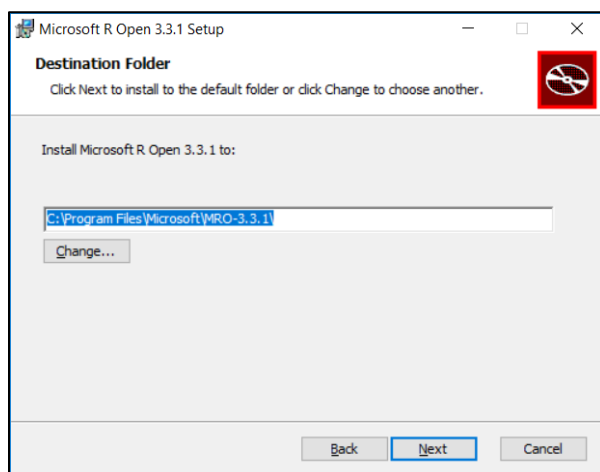 Microsoft R Open 3.3.1 Setup
Destination Folder
Click Next to install to the default folder or click Change to choose another.
Install Microsoft R Open 3.3.1 to:
C:\Program Files\Microsoft\MRO-3.3.1\
Change...
Back Next Cancel